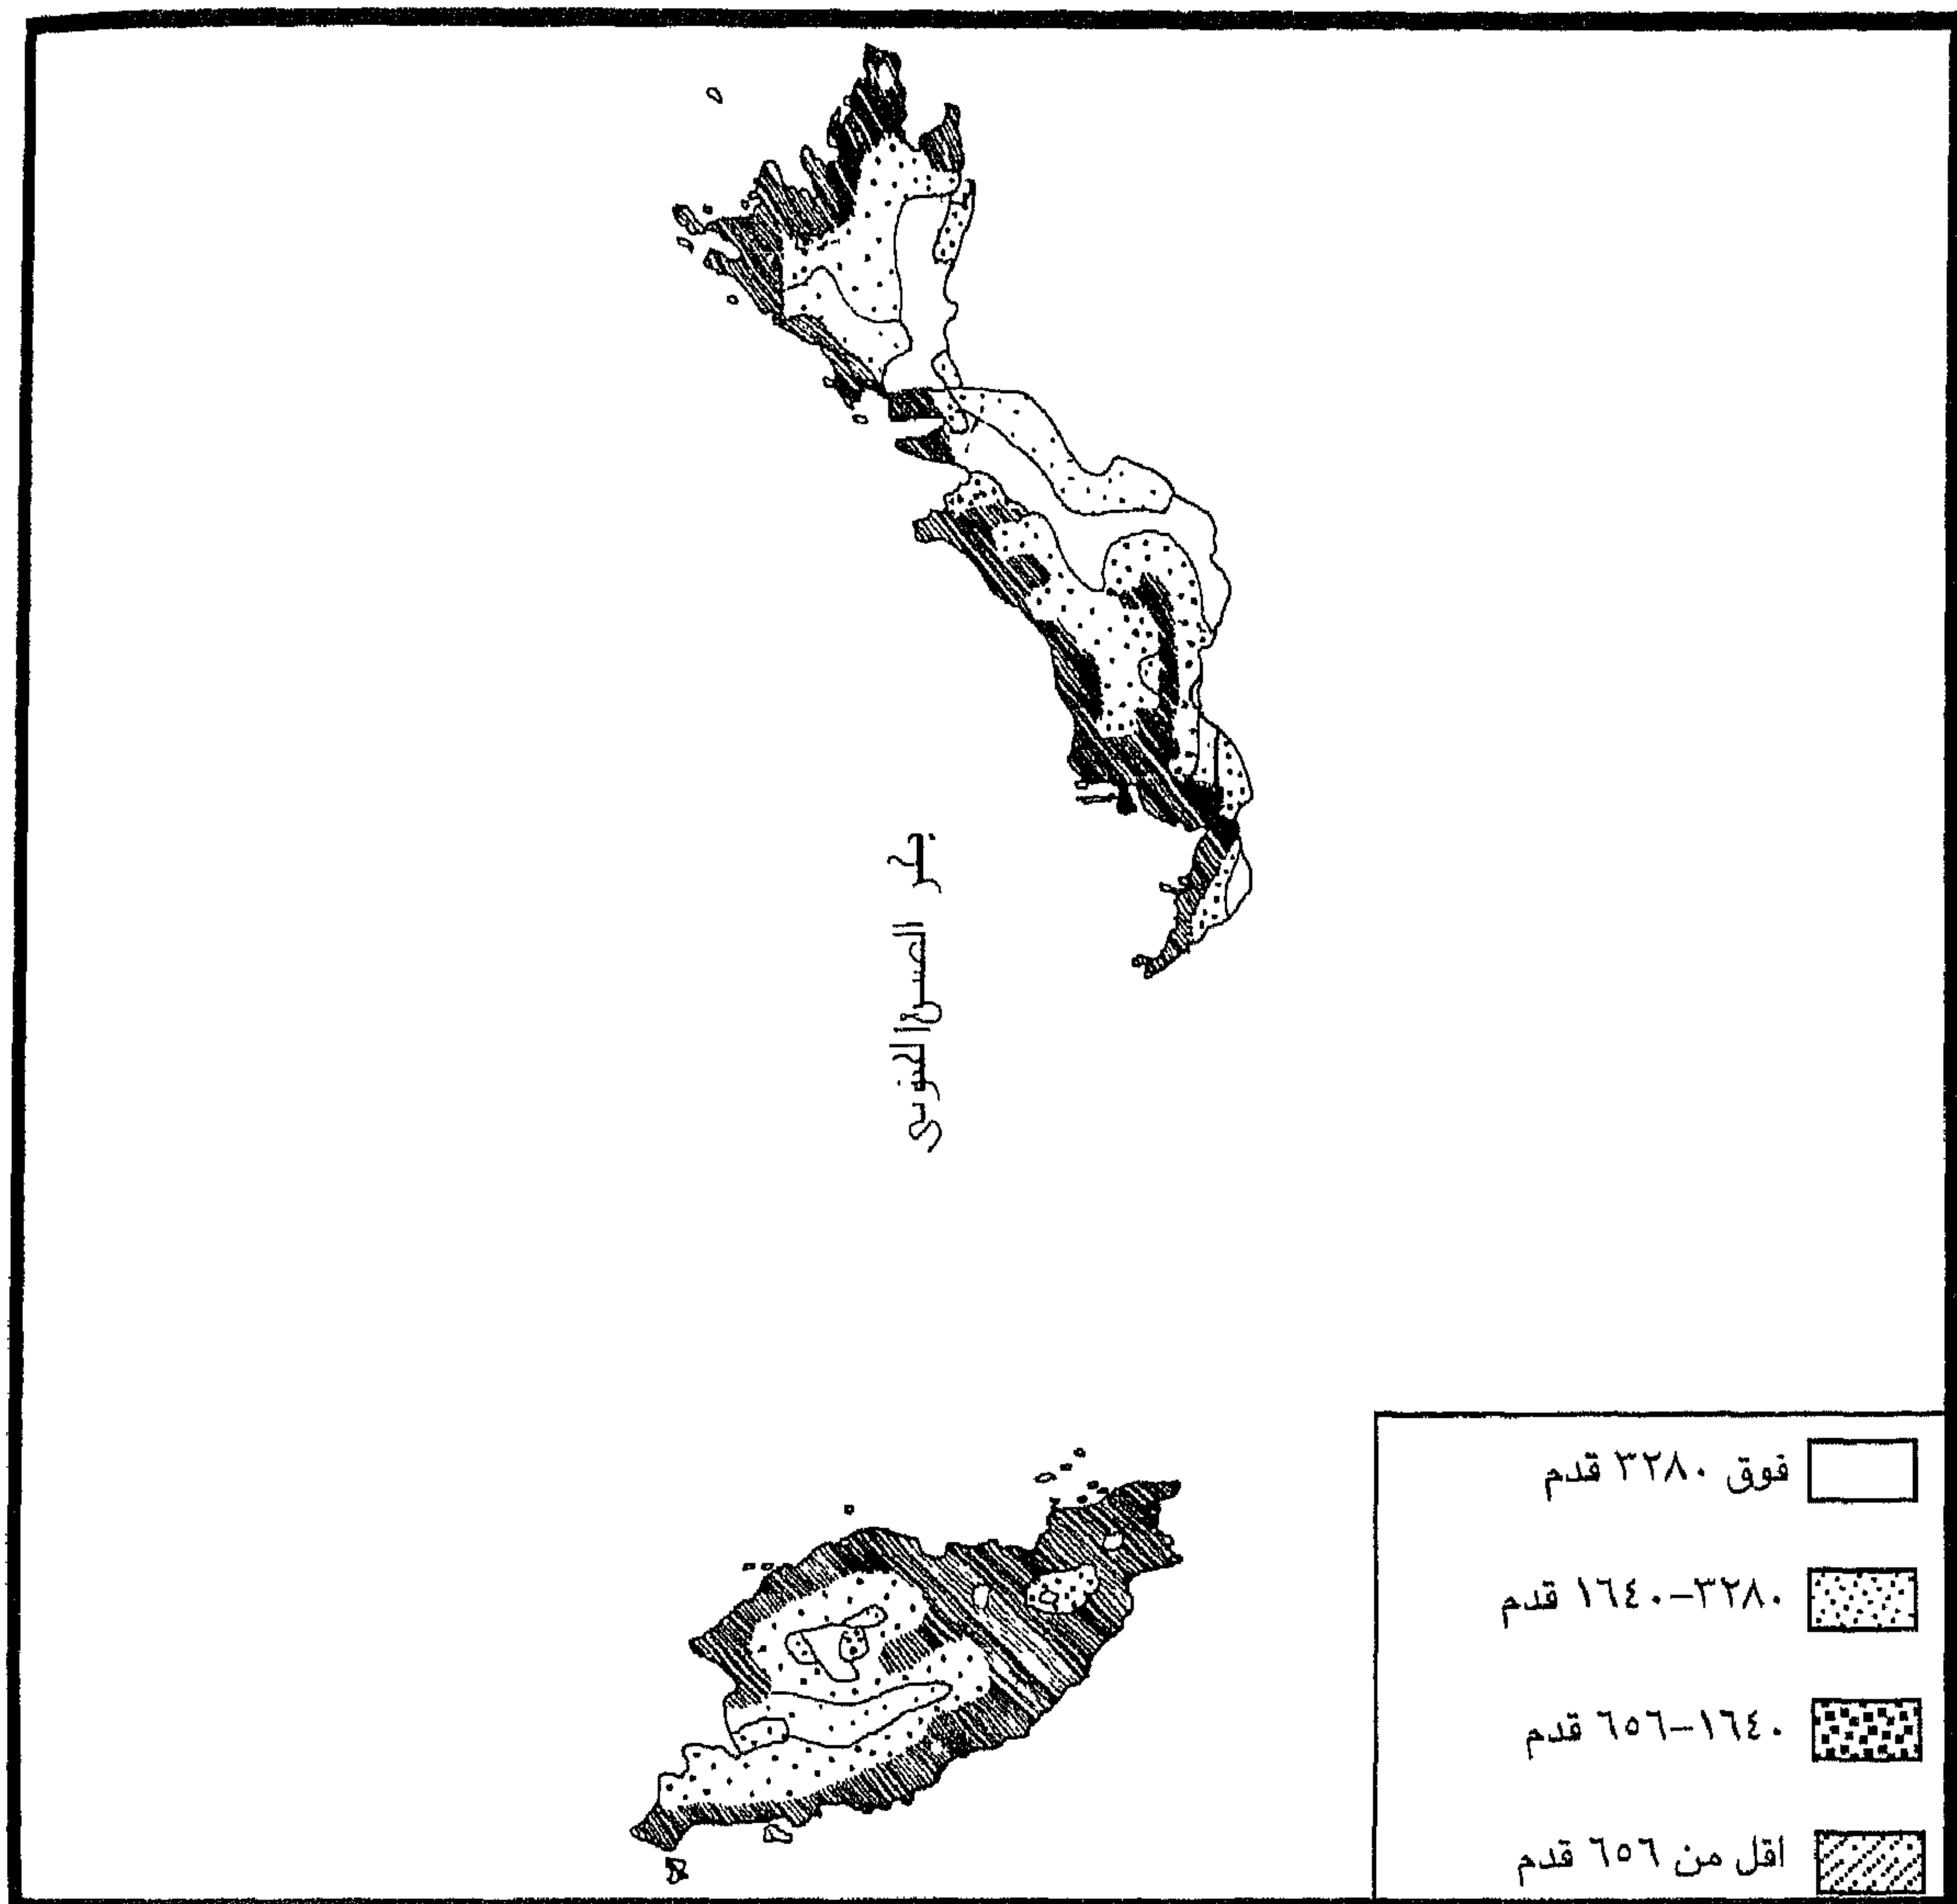 بحر الصين الجنوبي
فوق ٣٢٨٠ قدم
٣٢٨٠-١٦٤٠ قدم
١٦٤٠-٦٥٦ قدم
اقل من ٦٥٦ قدم